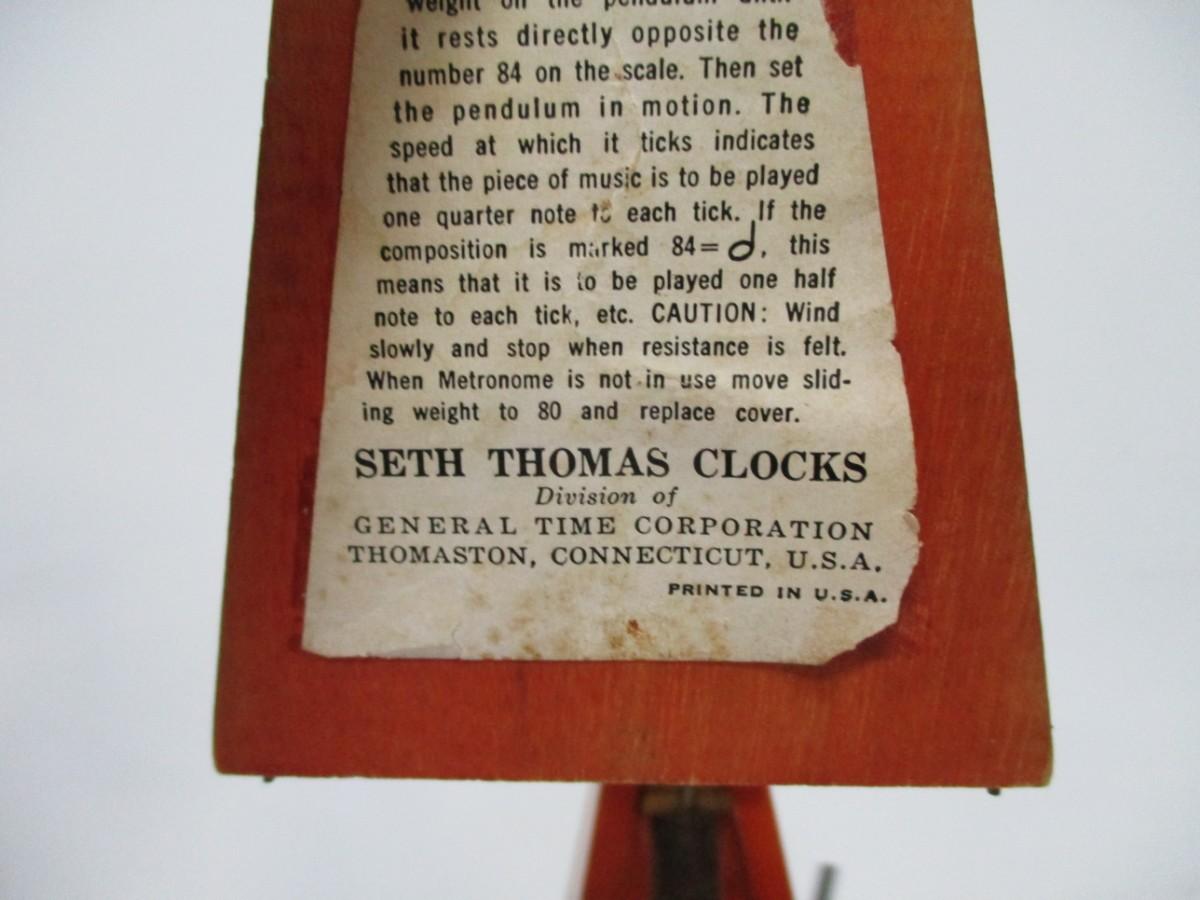 weight on the pendulum until
it rests directly opposite the
number 84 on the scale. Then set
the pendulum in motion. The
speed at which it ticks indicates
that the piece of music is to be played
one quarter note to each tick. If the
composition is marked 84=𝅗𝅥, this
means that it is to be played one half
note to each tick, etc. CAUTION: Wind
slowly and stop when resistance is felt.
When Metronome is not in use move slid-
ing weight to 80 and replace cover.
SETH THOMAS CLOCKS
Division of
GENERAL TIME CORPORATION
THOMASTON, CONNECTICUT, U.S.A.
PRINTED IN U.S.A.